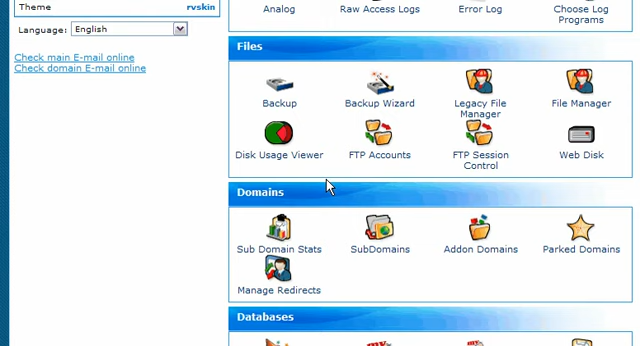 Theme rvskin
Language: English
Check main E-mail online
Check domain E-mail online
Analog Raw Access Logs Error Log Choose Log
Programs
Files
Backup Backup Wizard Legacy File File Manager
Manager
Disk Usage Viewer FTP Accounts FTP Session Web Disk
Control
Domains
Sub Domain Stats SubDomains Addon Domains Parked Domains
Manage Redirects
Databases